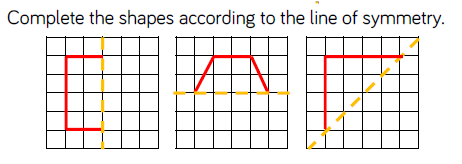 Complete the shapes according to the line of symmetry.